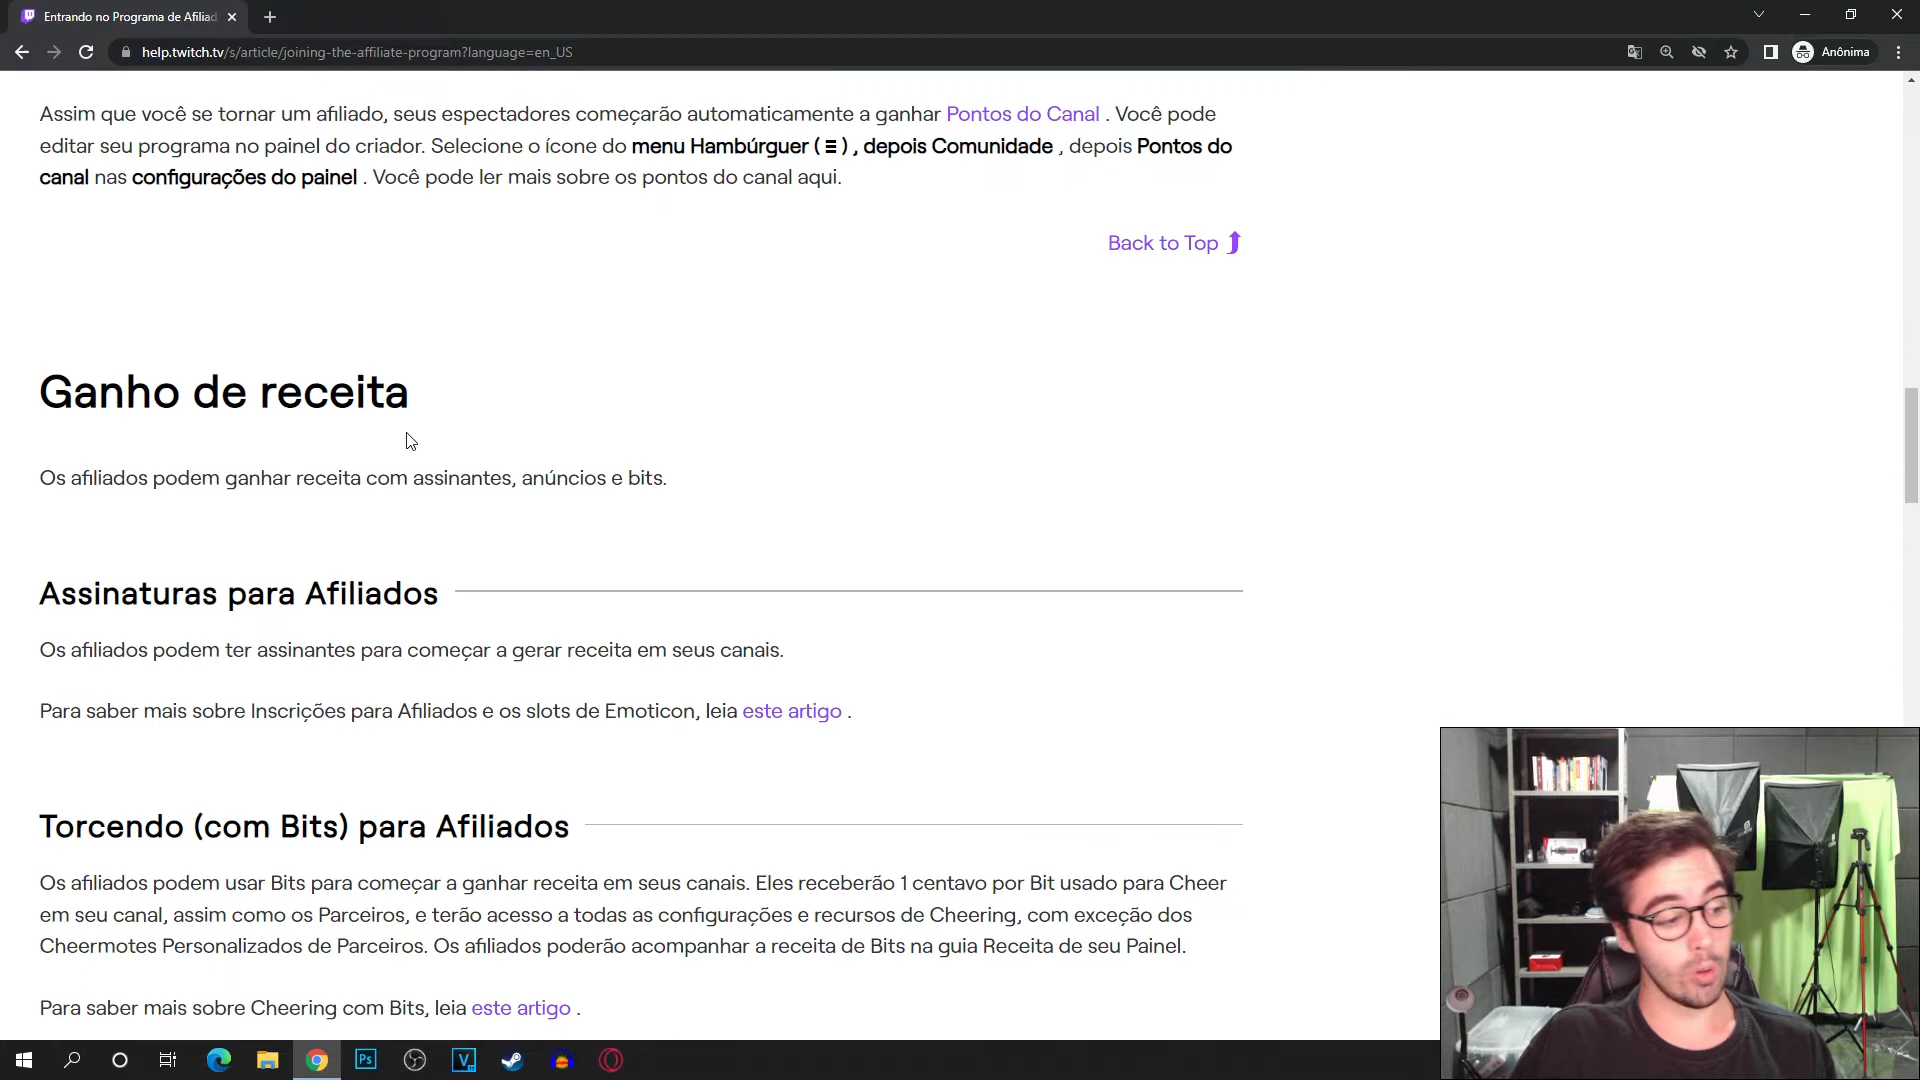 Entrando no Programa de Afiliad
help.twitch.tv/s/article/joining-the-affiliate-program?language=en_US
Anônima
Assim que você se tornar um afiliado, seus espectadores começarão automaticamente a ganhar Pontos do Canal . Você pode
editar seu programa no painel do criador. Selecione o ícone do menu Hambúrguer ( ≡ ) , depois Comunidade , depois Pontos do
canal nas configurações do painel . Você pode ler mais sobre os pontos do canal aqui.
Back to Top
Ganho de receita
Os afiliados podem ganhar receita com assinantes, anúncios e bits.
Assinaturas para Afiliados
Os afiliados podem ter assinantes para começar a gerar receita em seus canais.
Para saber mais sobre Inscrições para Afiliados e os slots de Emoticon, leia este artigo .
Torcendo (com Bits) para Afiliados
Os afiliados podem usar Bits para começar a ganhar receita em seus canais. Eles receberão 1 centavo por Bit usado para Cheer
em seu canal, assim como os Parceiros, e terão acesso a todas as configurações e recursos de Cheering, com exceção dos
Cheermotes Personalizados de Parceiros. Os afiliados poderão acompanhar a receita de Bits na guia Receita de seu Painel.
Para saber mais sobre Cheering com Bits, leia este artigo .
Ps
V